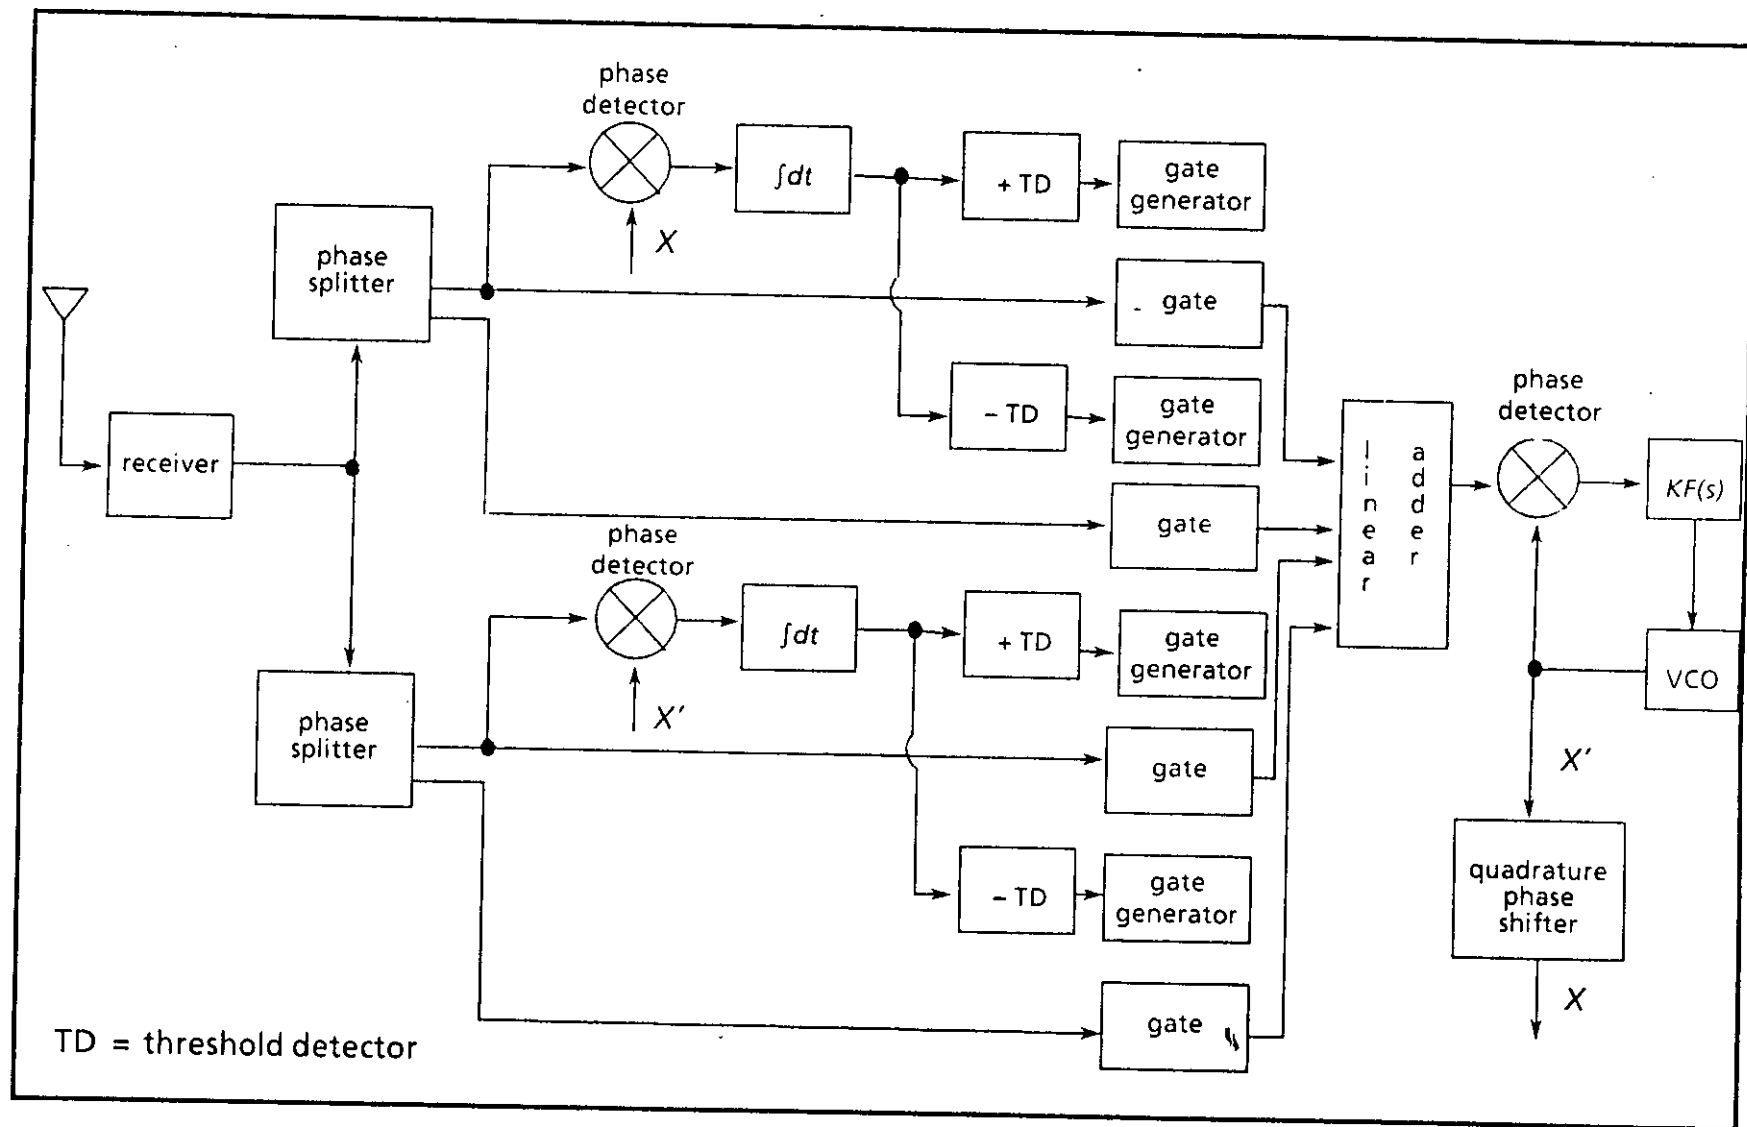 phase
detector
∫dt
+ TD
gate
generator
X
phase
splitter
gate
- TD
gate
generator
receiver
gate
phase
detector
linear
adder
phase
detector
KF(s)
phase
detector
∫dt
+ TD
gate
generator
VCO
X'
phase
splitter
gate
X'
- TD
gate
generator
quadrature
phase
shifter
gate
X
TD = threshold detector